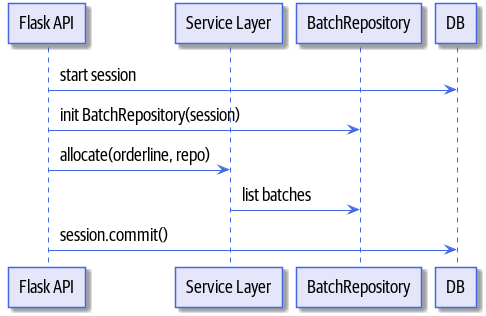 Flask API Service Layer BatchRepository DB
start session
init BatchRepository(session)
allocate(orderline, repo)
list batches
session.commit()
Flask API Service Layer BatchRepository DB